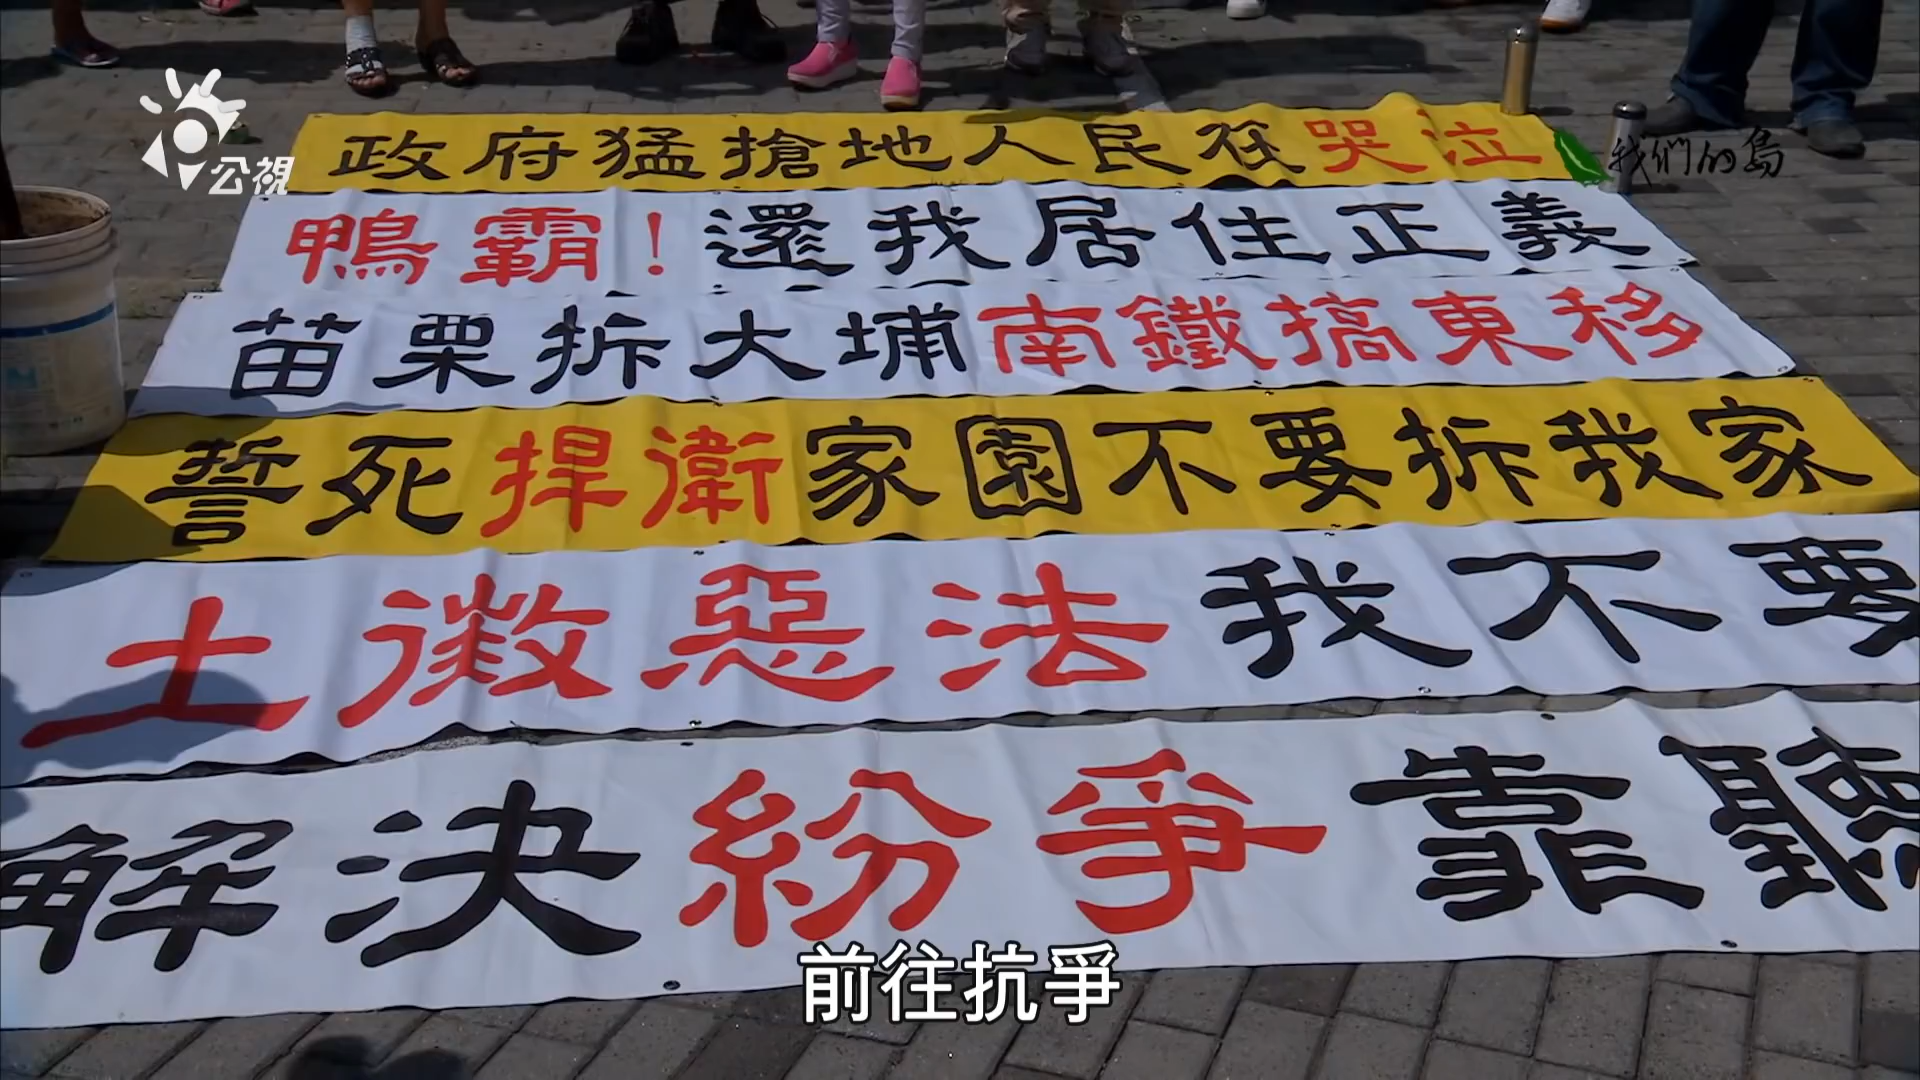 公視
我們的島
政府猛搶地人民在哭泣
鴨霸！還我居住正義
苗栗拆大埔南鐵搞東移
誓死捍衛家園不要拆我家
土徵惡法我不要
解決紛爭靠聽
前往抗爭